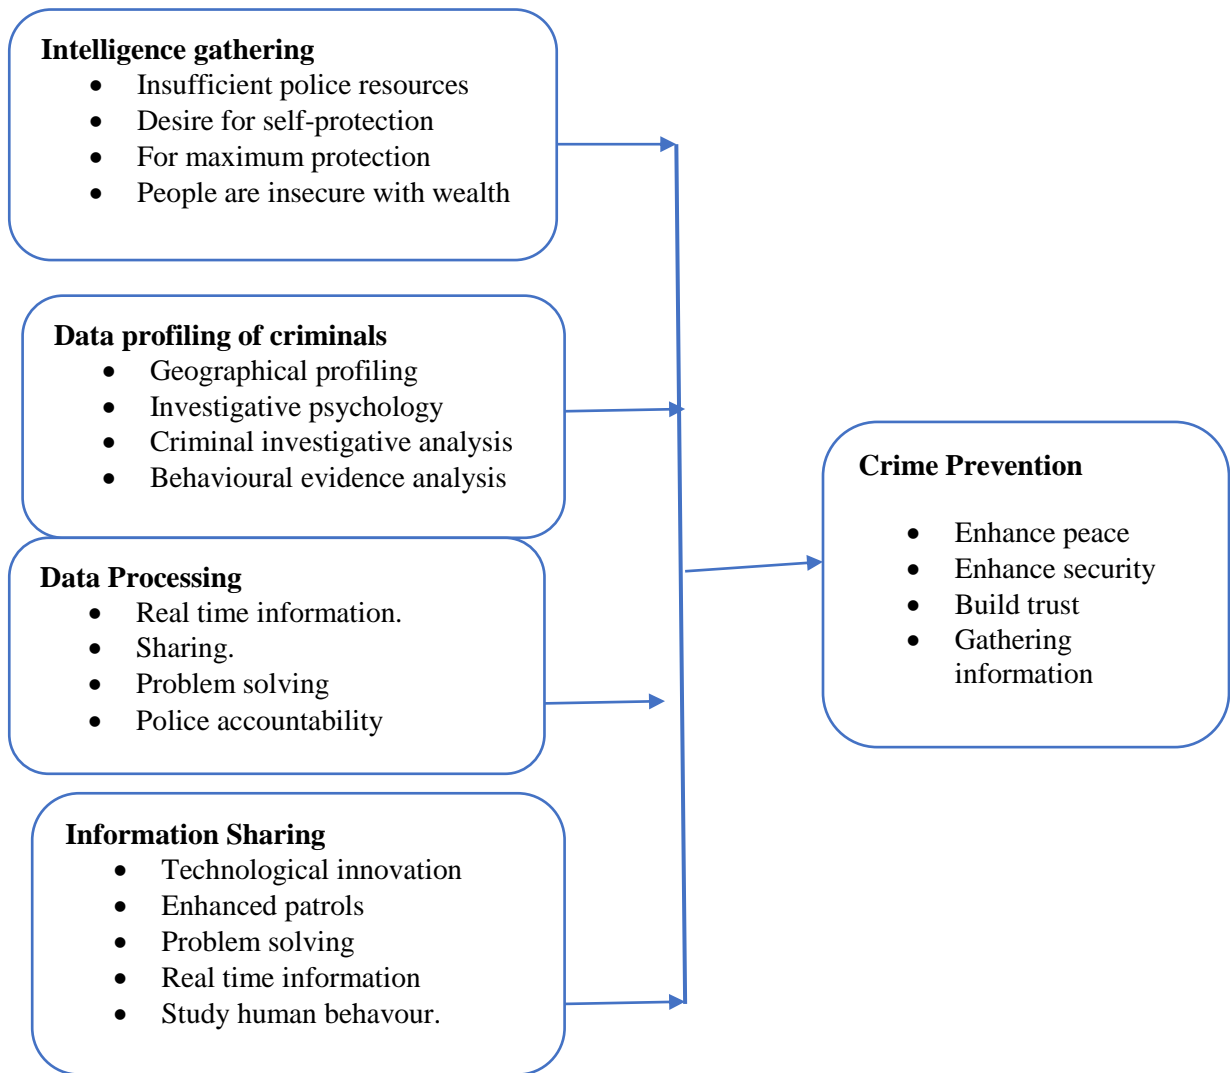 Intelligence gathering
• Insufficient police resources
• Desire for self-protection
• For maximum protection
• People are insecure with wealth
Data profiling of criminals
• Geographical profiling
• Investigative psychology
• Criminal investigative analysis
• Behavioural evidence analysis
Data Processing
• Real time information.
• Sharing.
• Problem solving
• Police accountability
Information Sharing
• Technological innovation
• Enhanced patrols
• Problem solving
• Real time information
• Study human behavour.
Crime Prevention
• Enhance peace
• Enhance security
• Build trust
• Gathering
information